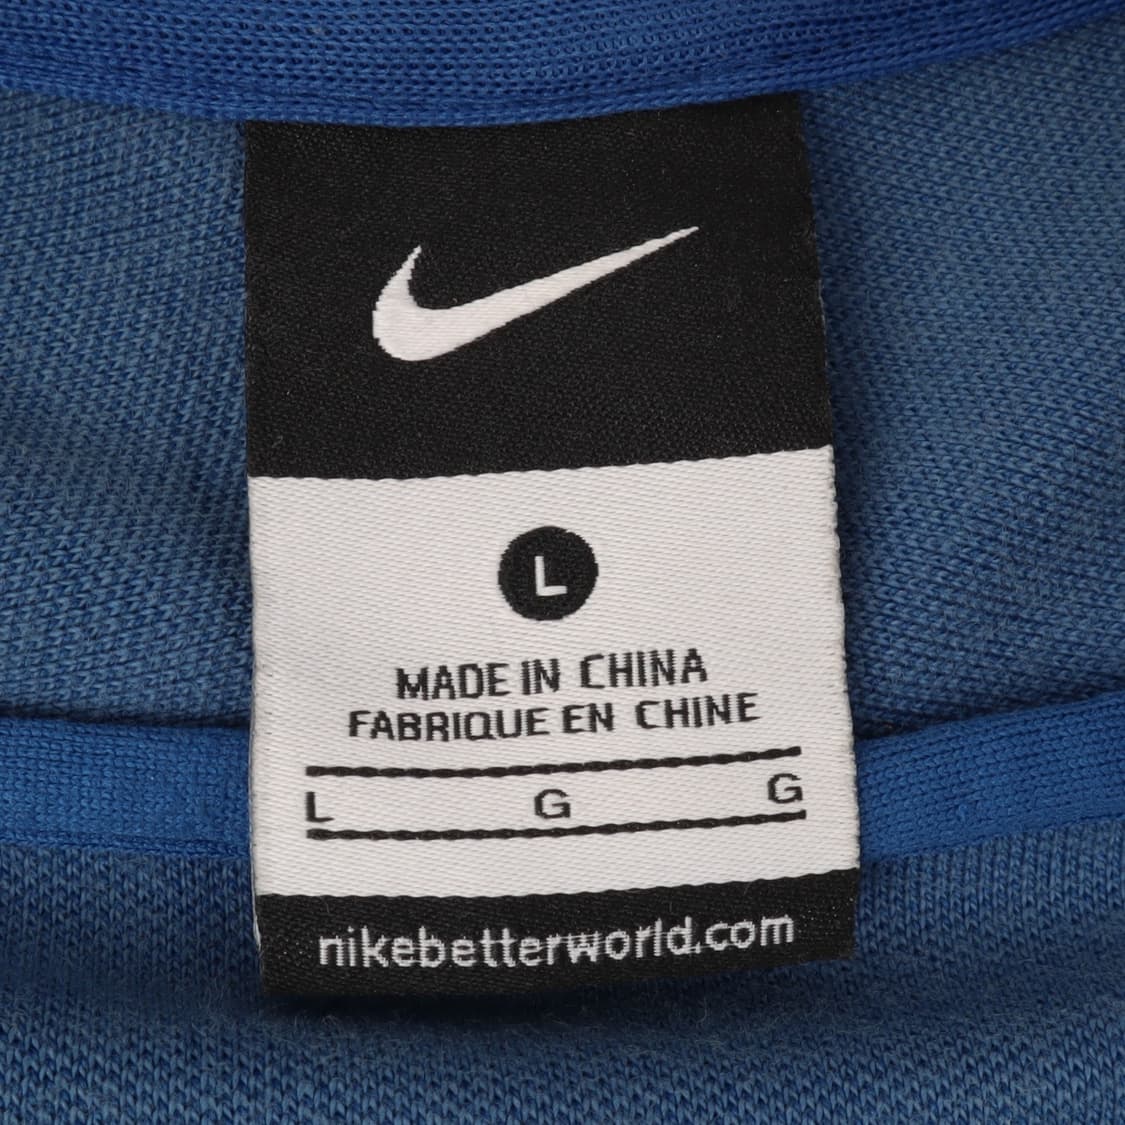 L
MADE IN CHINA
FABRIQUE EN CHINE
L G G
nikebetterworld.com